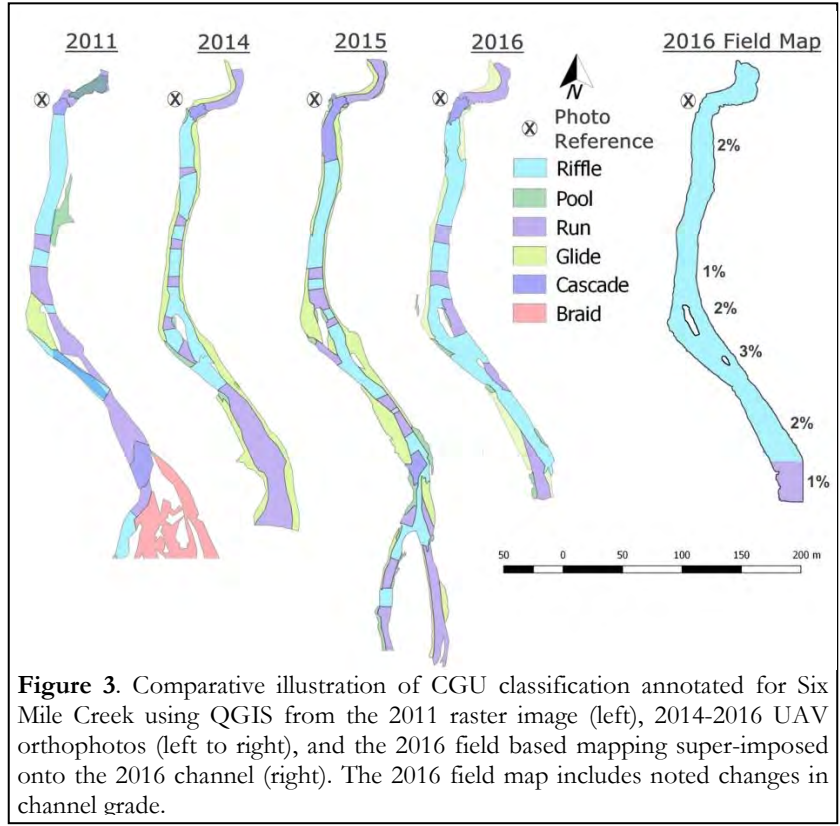 2011
2014
2015
2016
2016 Field Map
N
X
X
X
X
X
X
Photo
Reference
Riffle
Pool
Run
Glide
Cascade
Braid
2%
1%
2%
3%
2%
1%
50 0 50 100 150 200 m
Figure 3. Comparative illustration of CGU classification annotated for Six
Mile Creek using QGIS from the 2011 raster image (left), 2014-2016 UAV
orthophotos (left to right), and the 2016 field based mapping super-imposed
onto the 2016 channel (right). The 2016 field map includes noted changes in
channel grade.